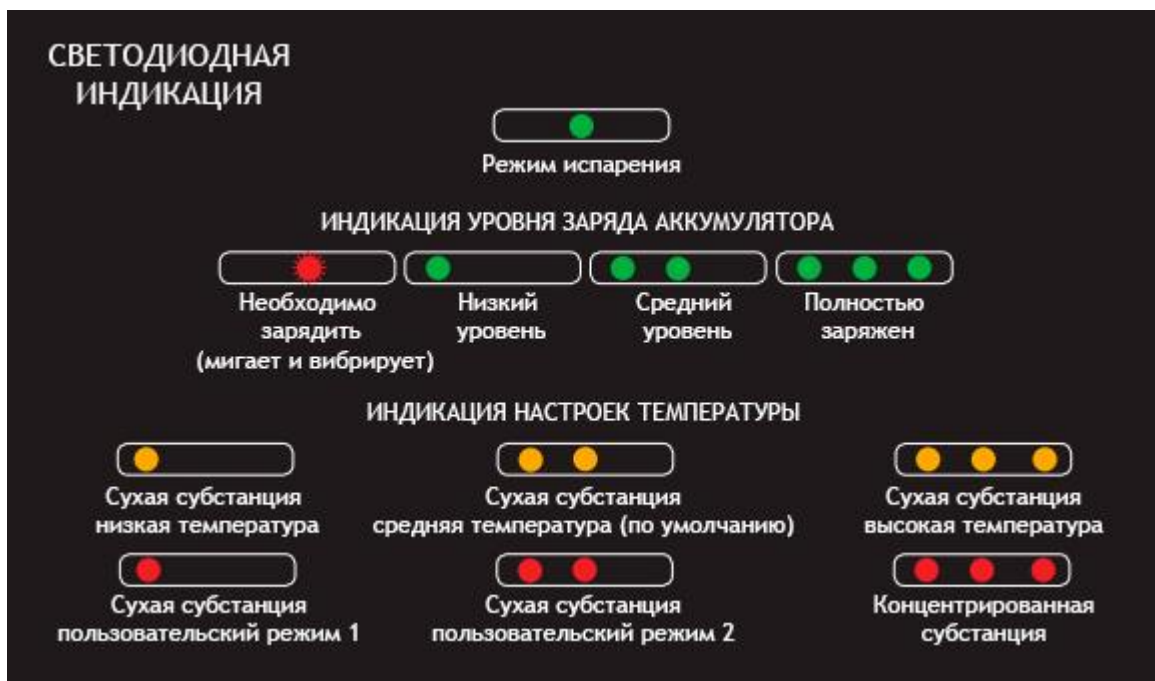 СВЕТОДИОДНАЯ
ИНДИКАЦИЯ
Режим испарения
ИНДИКАЦИЯ УРОВНЯ ЗАРЯДА АККУМУЛЯТОРА
Необходимо
зарядить
(мигает и вибрирует)
Низкий
уровень
Средний
уровень
Полностью
заряжен
ИНДИКАЦИЯ НАСТРОЕК ТЕМПЕРАТУРЫ
Сухая субстанция
низкая температура
Сухая субстанция
средняя температура (по умолчанию)
Сухая субстанция
высокая температура
Сухая субстанция
пользовательский режим 1
Сухая субстанция
пользовательский режим 2
Концентрированная
субстанция